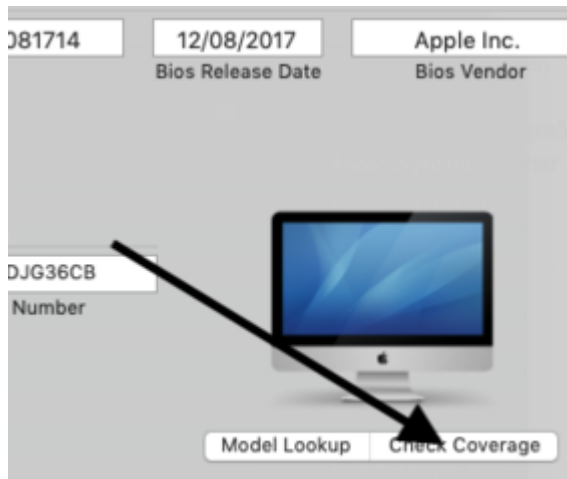 081714
12/08/2017
Apple Inc.
Bios Release Date
Bios Vendor
DJG36CB
Number
Model Lookup
Check Coverage